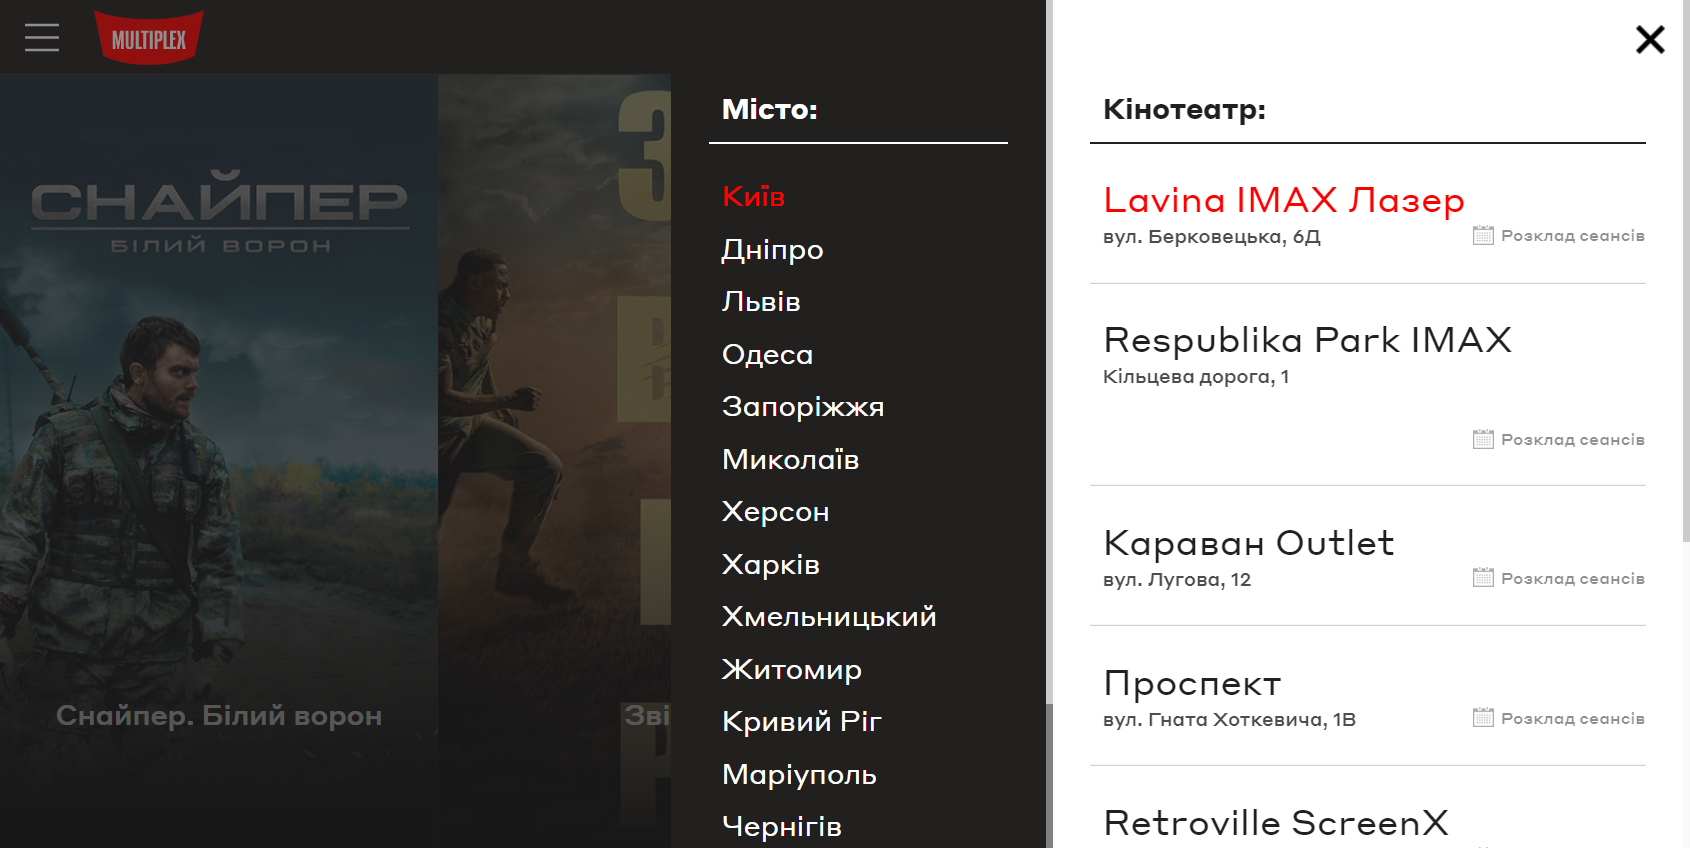 MULTIPLEX
СНАЙПЕР
БІЛИЙ ВОРОН
Снайпер. Білий ворон
Місто:
Київ
Дніпро
Львів
Одеса
Запоріжжя
Миколаїв
Херсон
Харків
Хмельницький
Житомир
Кривий Ріг
Маріуполь
Чернігів
Кінотеатр:
Lavina IMAX Лазер
вул. Берковецька, 6Д
Розклад сеансів
Respublika Park IMAX
Кільцева дорога, 1
Розклад сеансів
Караван Outlet
вул. Лугова, 12
Розклад сеансів
Проспект
вул. Гната Хоткевича, 1В
Розклад сеансів
Retroville ScreenX